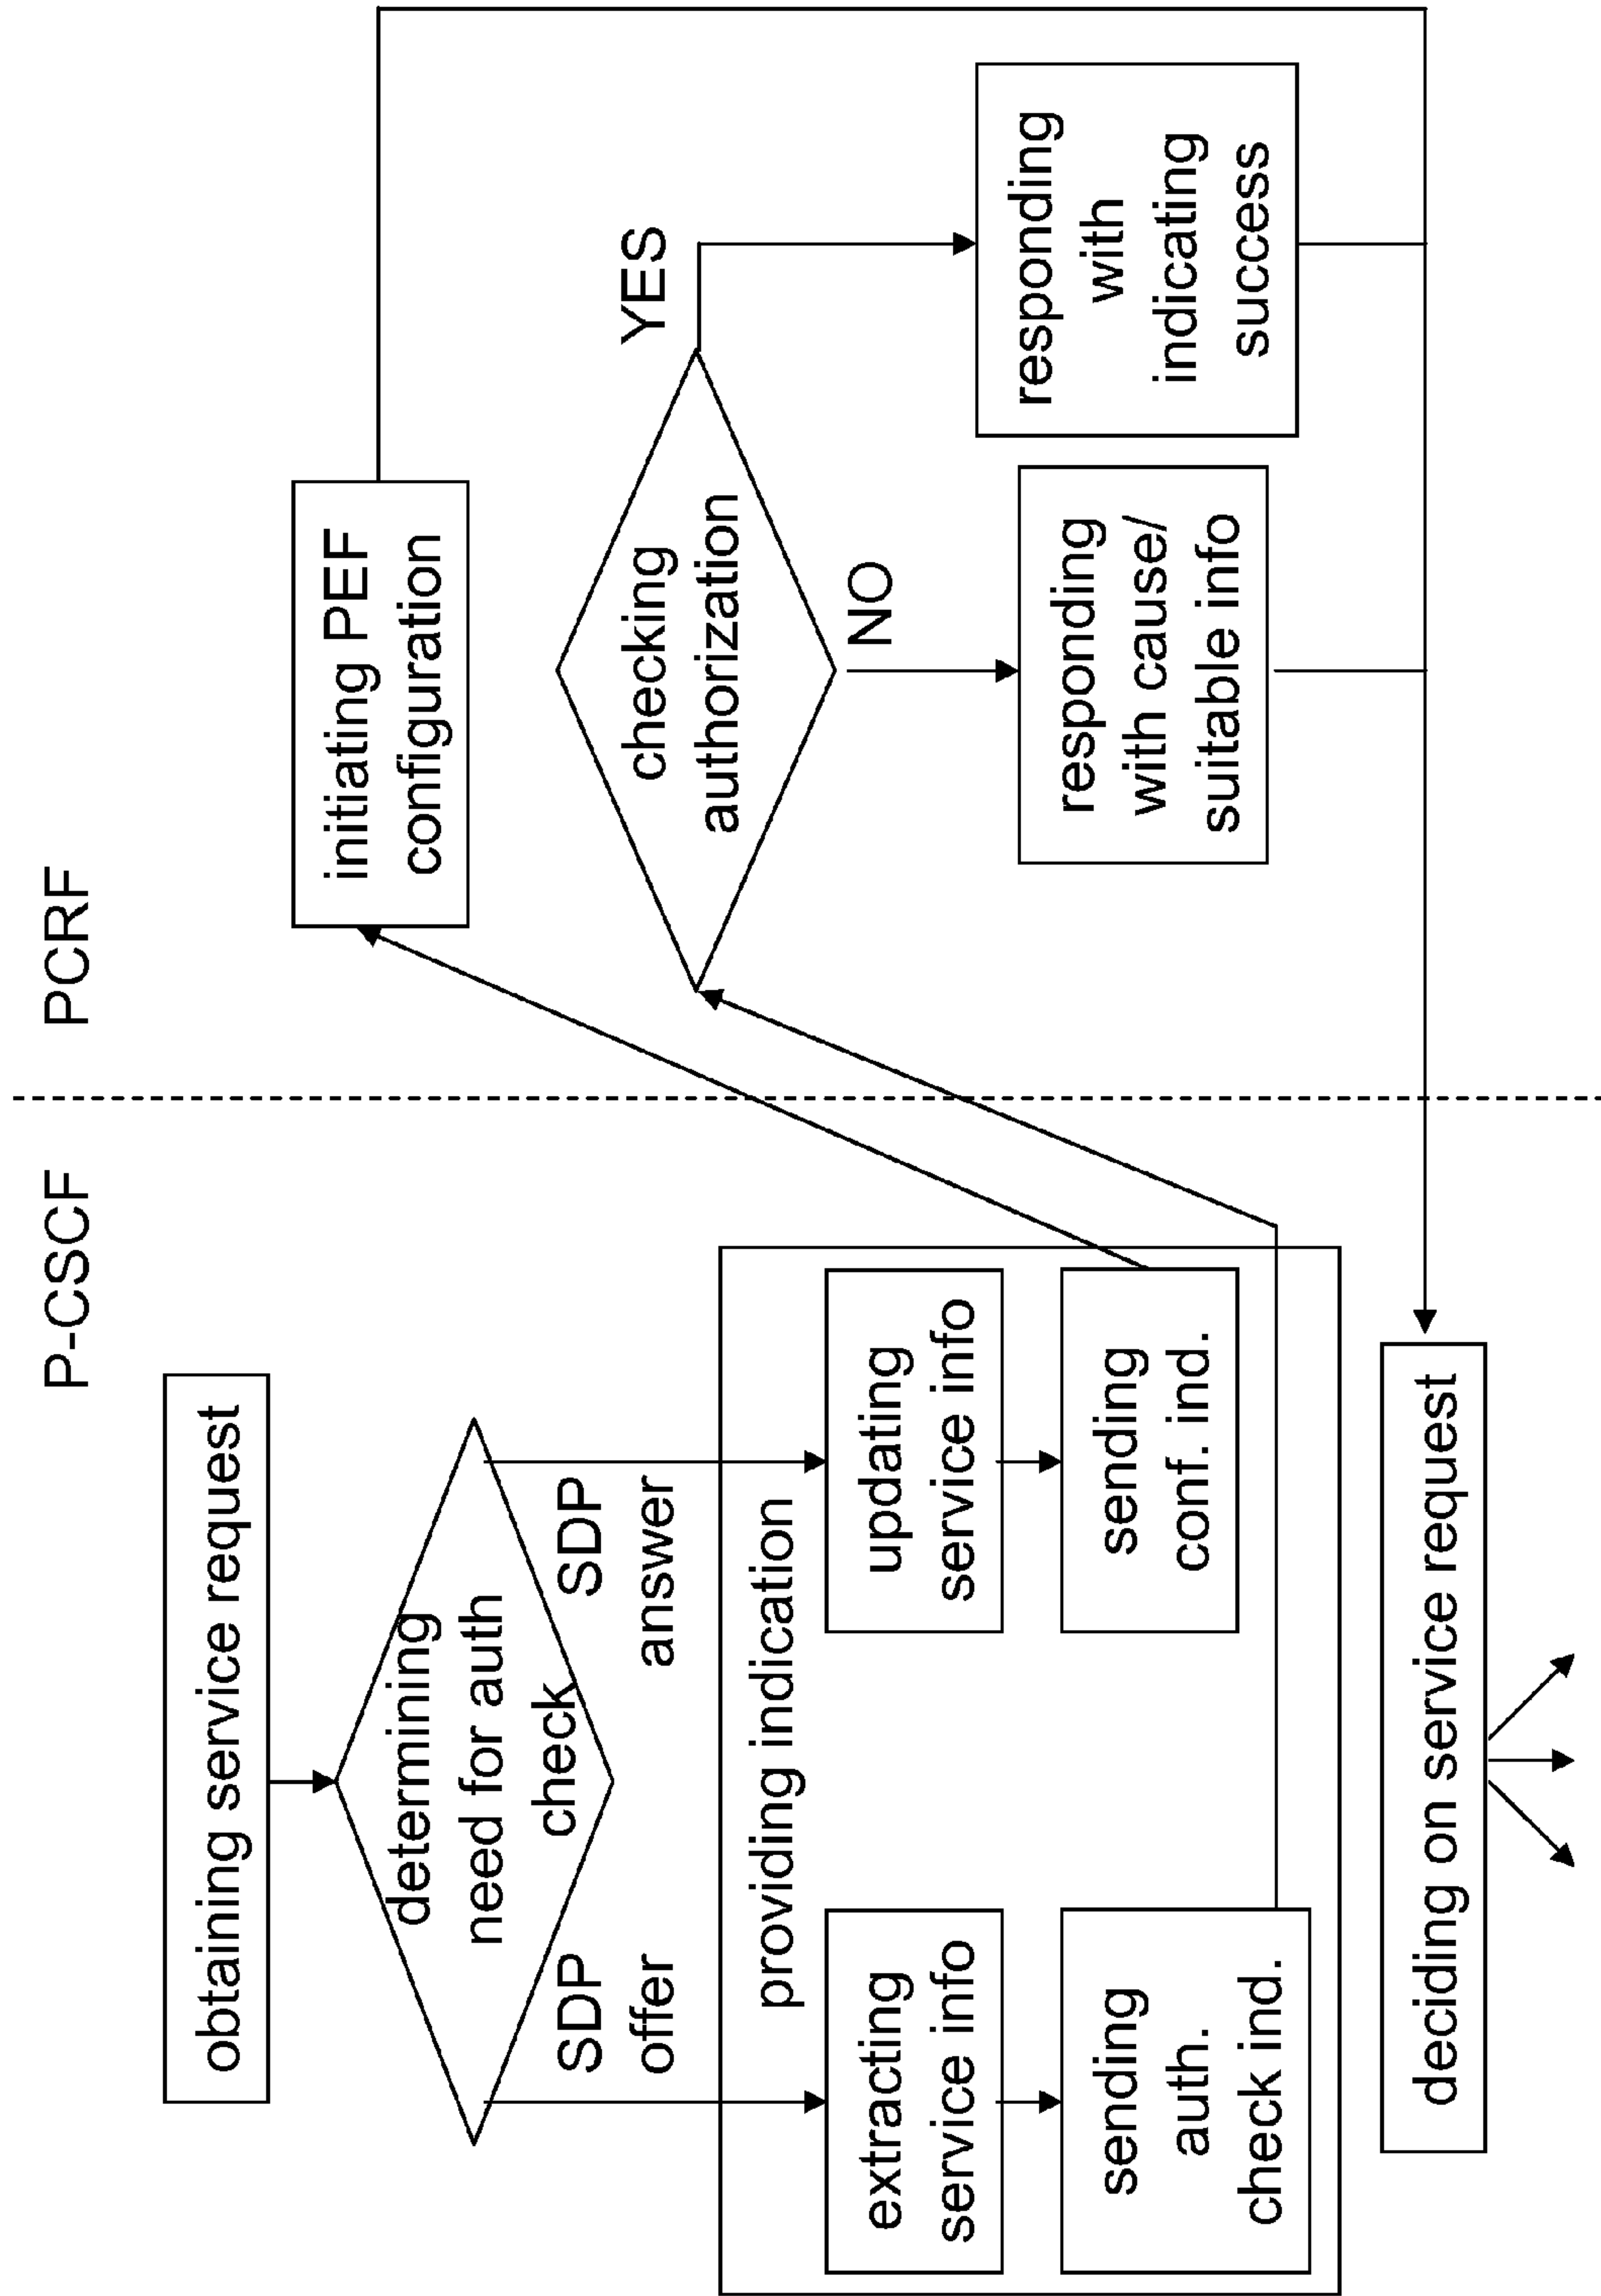 P-CSCF
PCRF
obtaining service request
determining
need for auth
check
SDP
offer
SDP
answer
providing indication
extracting
service info
updating
service info
sending
auth.
check ind.
sending
conf. ind.
deciding on service request
initiating PEF
configuration
checking
authorization
YES
NO
responding
with cause/
suitable info
responding
with
indicating
success